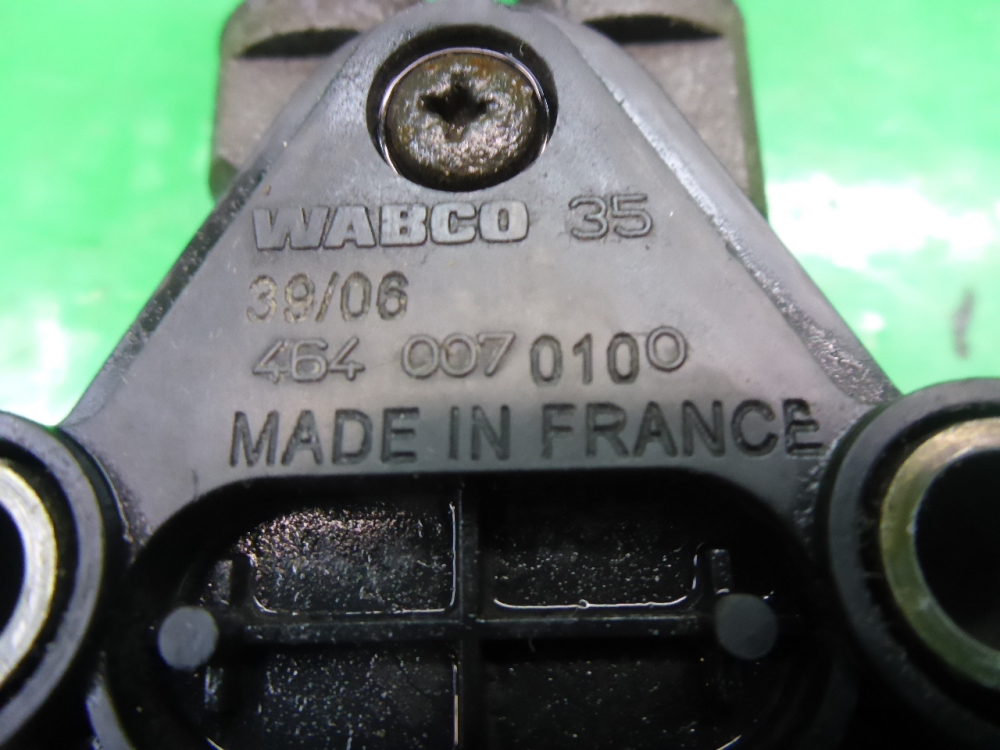 WABCO 35
39/06
464 007 0100
MADE IN FRANCE